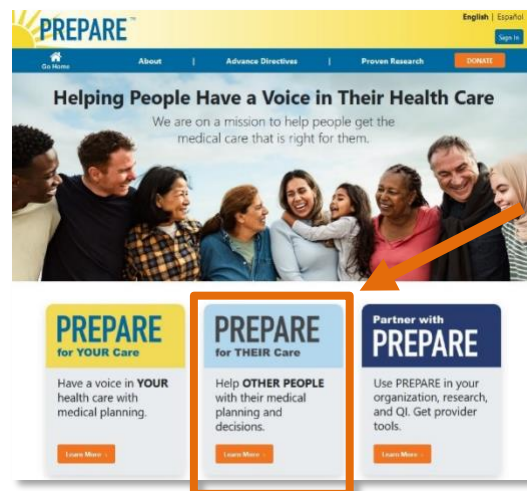 PREPARE™
English | Español
Sign In
Go Home
About | Advance Directives | Proven Research
DONATE
Helping People Have a Voice in Their Health Care
We are on a mission to help people get the
medical care that is right for them.
PREPARE
for YOUR Care
Have a voice in YOUR
health care with
medical planning.
Learn More ›
PREPARE
for THEIR Care
Help OTHER PEOPLE
with their medical
planning and
decisions.
Learn More ›
Partner with
PREPARE
Use PREPARE in your
organization, research,
and QI. Get provider
tools.
Learn More ›